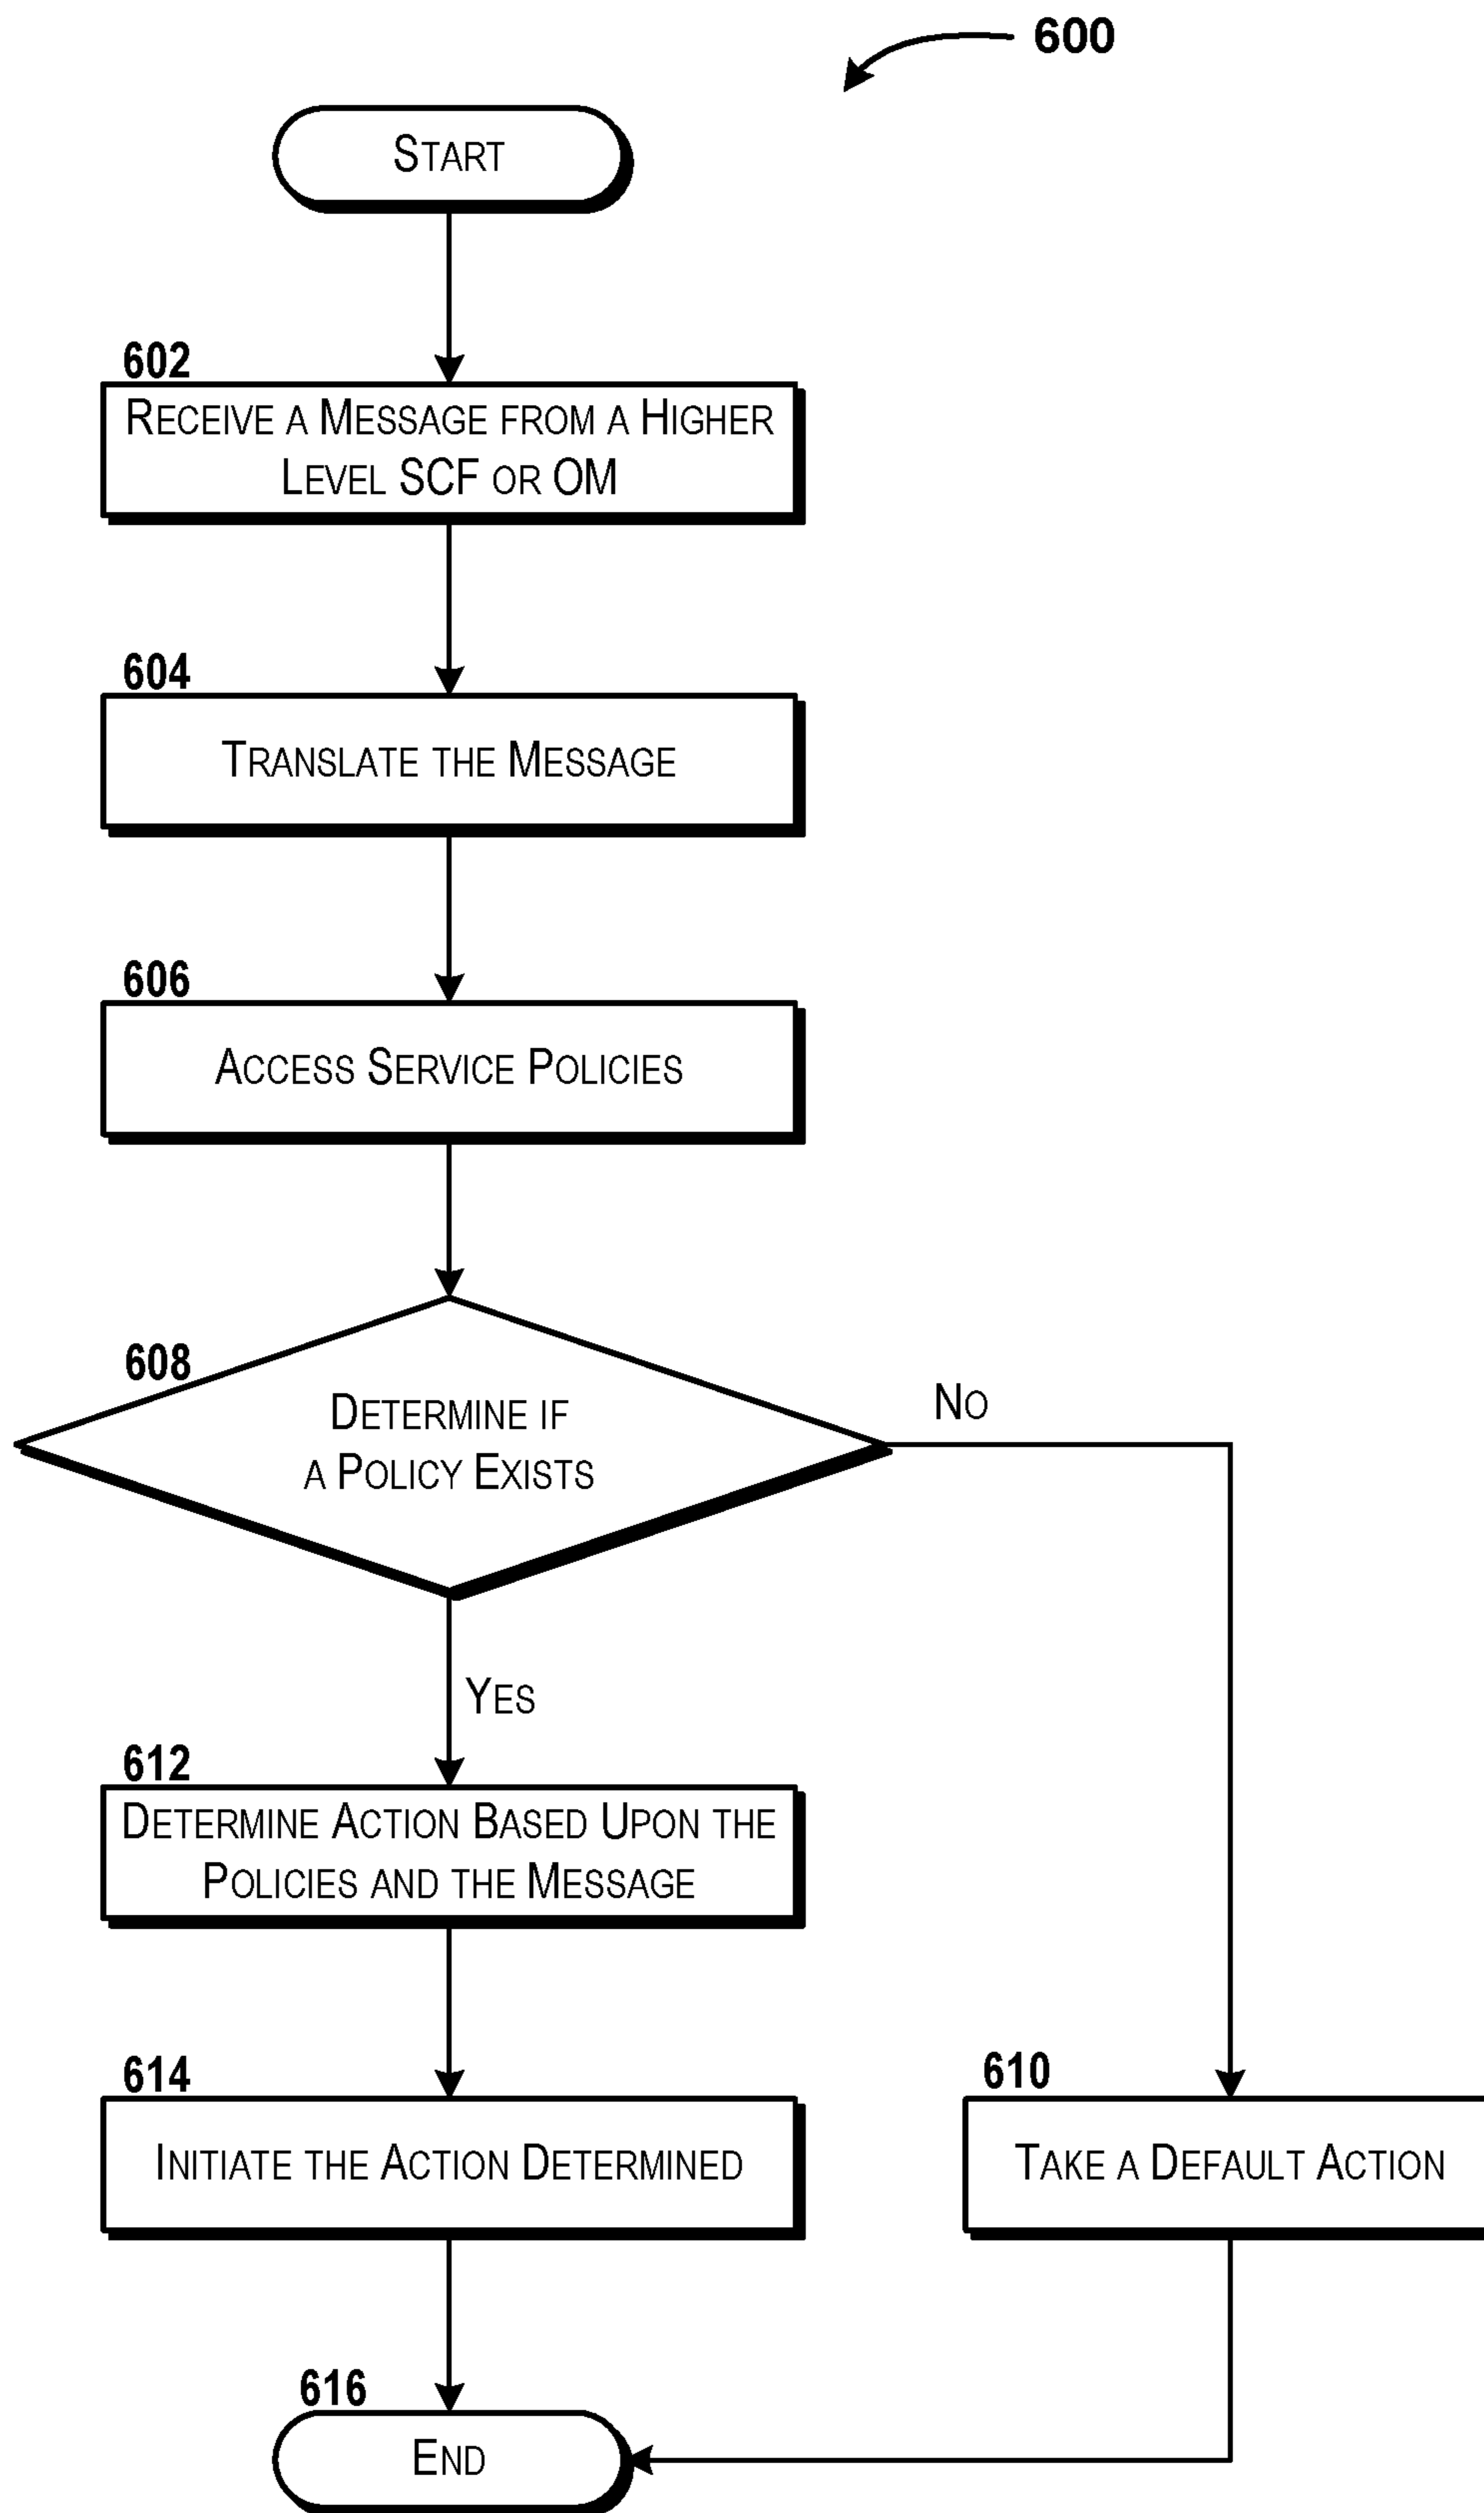 600
START
602
RECEIVE A MESSAGE FROM A HIGHER
LEVEL SCF OR OM
604
TRANSLATE THE MESSAGE
606
ACCESS SERVICE POLICIES
608
DETERMINE IF
A POLICY EXISTS
NO
YES
612
DETERMINE ACTION BASED UPON THE
POLICIES AND THE MESSAGE
614
INITIATE THE ACTION DETERMINED
610
TAKE A DEFAULT ACTION
616
END